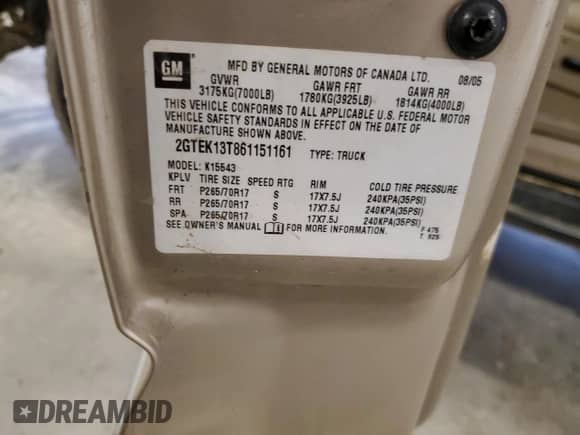 GM
MFD BY GENERAL MOTORS OF CANADA LTD. 08/05
GVWR GAWR FRT GAWR RR
3175KG(7000LB) 1780KG(3925LB) 1814KG(4000LB)
THIS VEHICLE CONFORMS TO ALL APPLICABLE U.S. FEDERAL MOTOR
VEHICLE SAFETY STANDARDS IN EFFECT ON THE DATE OF
MANUFACTURE SHOWN ABOVE.
2GTEK13T861151161 TYPE: TRUCK
MODEL: K15543
KPLV TIRE SIZE SPEED RTG RIM COLD TIRE PRESSURE
FRT P265/70R17 S 17X7.5J 240KPA(35PSI)
RR P265/70R17 S 17X7.5J 240KPA(35PSI)
SPA P265/70R17 S 17X7.5J 240KPA(35PSI)
SEE OWNER'S MANUAL FOR MORE INFORMATION.
F 475
T 925
DREAMBID